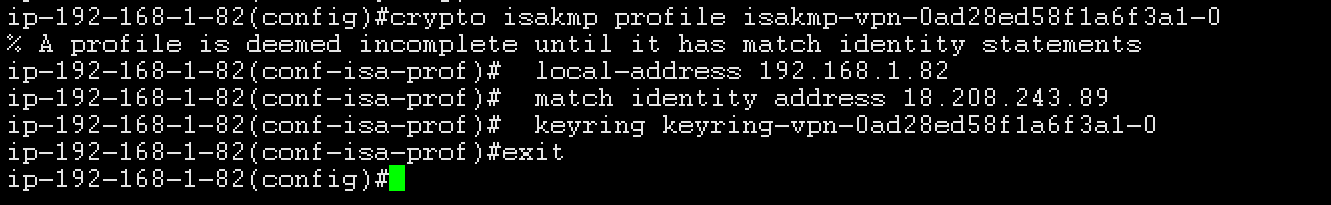 ip-192-168-1-82(config)#crypto isakmp profile isakmp-vpn-0ad28ed58f1a6f3a1-0
% A profile is deemed incomplete until it has match identity statements
ip-192-168-1-82(conf-isa-prof)#  local-address 192.168.1.82
ip-192-168-1-82(conf-isa-prof)#  match identity address 18.208.243.89
ip-192-168-1-82(conf-isa-prof)#  keyring keyring-vpn-0ad28ed58f1a6f3a1-0
ip-192-168-1-82(conf-isa-prof)#exit
ip-192-168-1-82(config)#